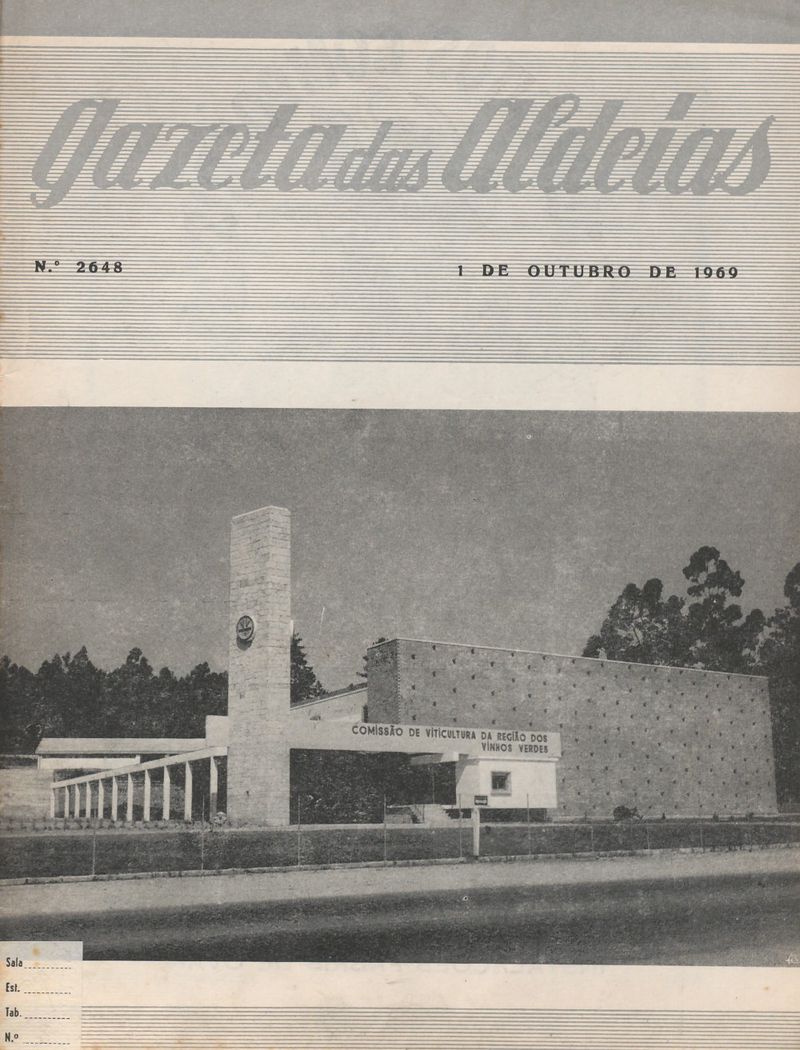 gazeta das Aldeias
N.º 2648
1 DE OUTUBRO DE 1969
COMISSÃO DE VITICULTURA DA REGIÃO DOS
VINHOS VERDES
Sala
Est.
Tab.
N.º